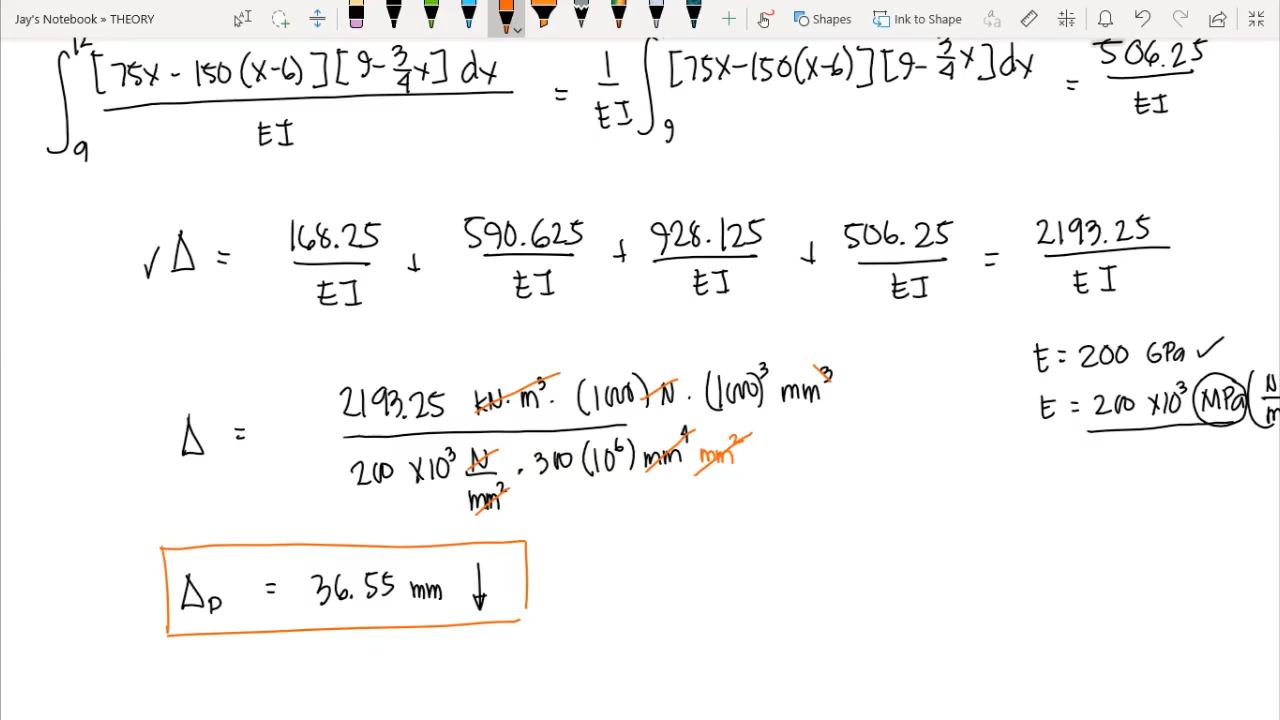 Jay's Notebook » THEORY Shapes Ink to Shape
∫₉¹² [75x - 150(x-6)][9 - 3/4 x] dx / EI = 1/EI ∫₉ [75x - 150(x-6)][9 - 3/4 x] dx = 506.25 / EI
✓ Δ = 168.25 / EI + 590.625 / EI + 928.125 / EI + 506.25 / EI = 2193.25 / EI
E = 200 GPa ✓
E = 200 x10³ MPa (N/m
Δ = 2193.25 kN·m³ · (1000) N · (1000)³ mm³ / 200 x10³ N/mm² · 300 (10⁶) mm⁴ mm²
Δ_D = 36.55 mm ↓